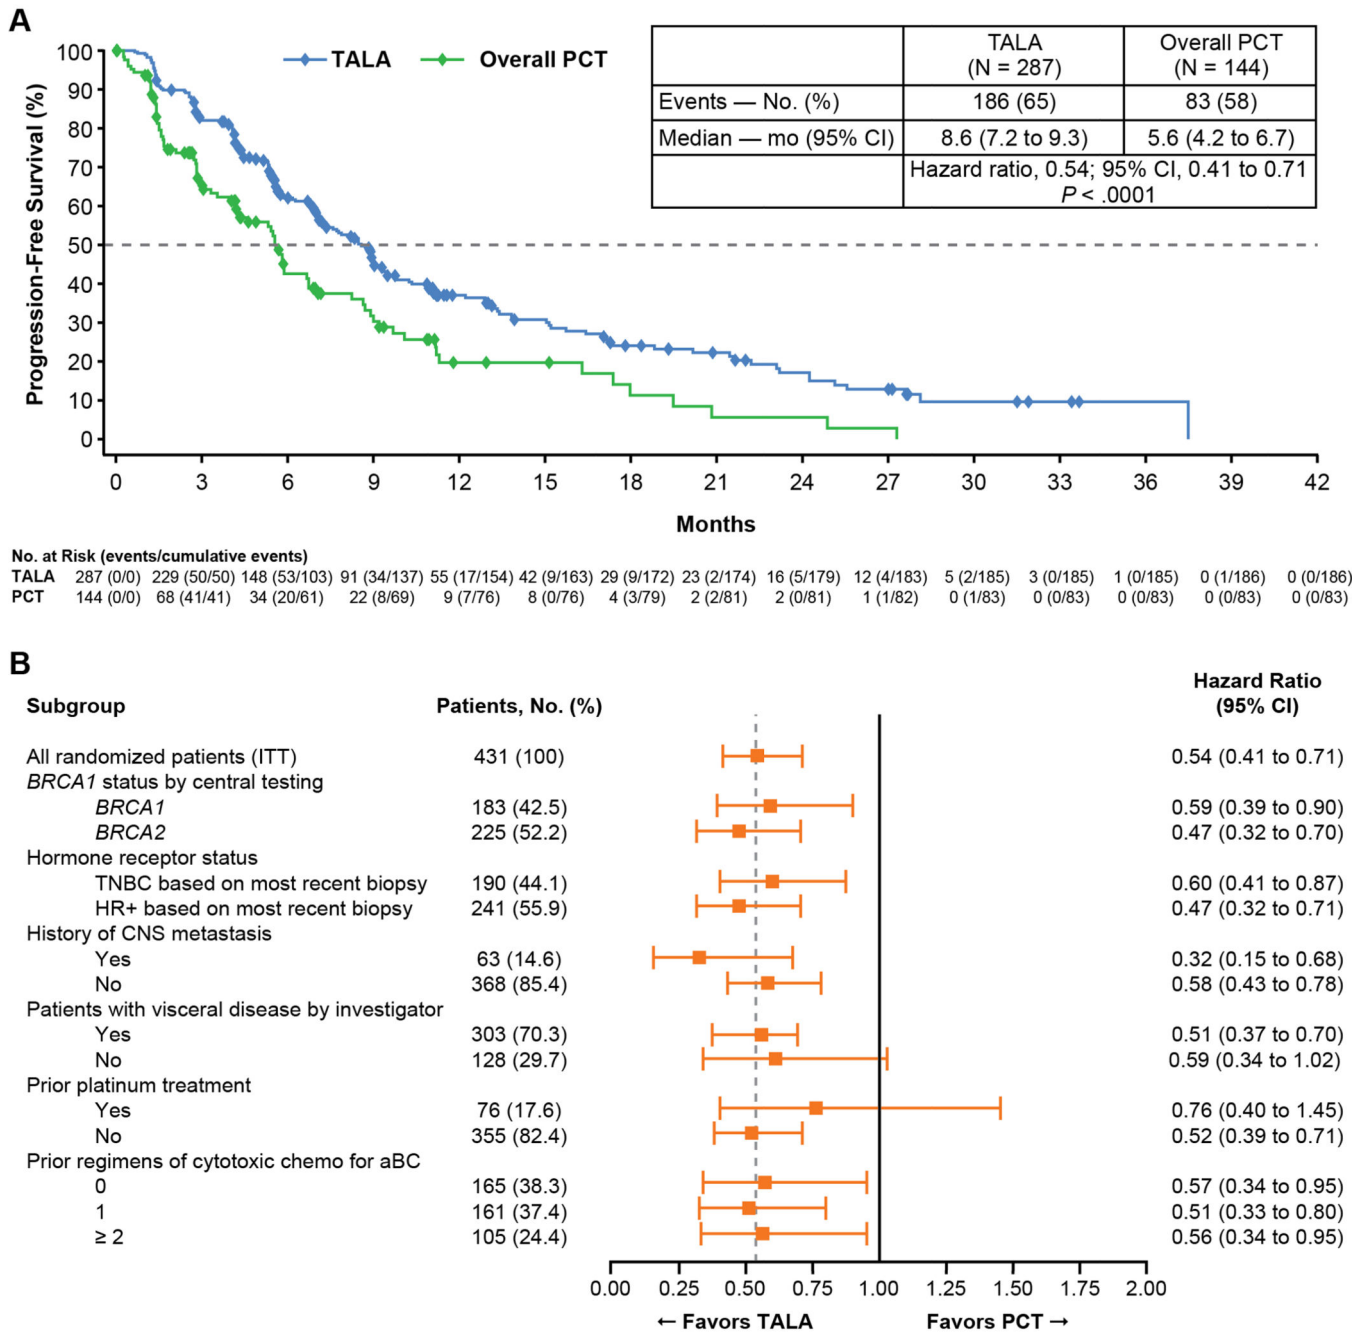 A
TALA
Overall PCT
TALA (N = 287)
Overall PCT (N = 144)
Events — No. (%) 186 (65) 83 (58)
Median — mo (95% CI) 8.6 (7.2 to 9.3) 5.6 (4.2 to 6.7)
Hazard ratio, 0.54; 95% CI, 0.41 to 0.71
P < .0001
Progression-Free Survival (%)
100
90
80
70
60
50
40
30
20
10
0
0 3 6 9 12 15 18 21 24 27 30 33 36 39 42
Months
No. at Risk (events/cumulative events)
TALA 287 (0/0) 229 (50/50) 148 (53/103) 91 (34/137) 55 (17/154) 42 (9/163) 29 (9/172) 23 (2/174) 16 (5/179) 12 (4/183) 5 (2/185) 3 (0/185) 1 (0/185) 0 (1/186) 0 (0/186)
PCT 144 (0/0) 68 (41/41) 34 (20/61) 22 (8/69) 9 (7/76) 8 (0/76) 4 (3/79) 2 (2/81) 2 (0/81) 1 (1/82) 0 (1/83) 0 (0/83) 0 (0/83) 0 (0/83) 0 (0/83)
B
Subgroup Patients, No. (%) Hazard Ratio (95% CI)
All randomized patients (ITT) 431 (100) 0.54 (0.41 to 0.71)
BRCA1 status by central testing
BRCA1 183 (42.5) 0.59 (0.39 to 0.90)
BRCA2 225 (52.2) 0.47 (0.32 to 0.70)
Hormone receptor status
TNBC based on most recent biopsy 190 (44.1) 0.60 (0.41 to 0.87)
HR+ based on most recent biopsy 241 (55.9) 0.47 (0.32 to 0.71)
History of CNS metastasis
Yes 63 (14.6) 0.32 (0.15 to 0.68)
No 368 (85.4) 0.58 (0.43 to 0.78)
Patients with visceral disease by investigator
Yes 303 (70.3) 0.51 (0.37 to 0.70)
No 128 (29.7) 0.59 (0.34 to 1.02)
Prior platinum treatment
Yes 76 (17.6) 0.76 (0.40 to 1.45)
No 355 (82.4) 0.52 (0.39 to 0.71)
Prior regimens of cytotoxic chemo for aBC
0 165 (38.3) 0.57 (0.34 to 0.95)
1 161 (37.4) 0.51 (0.33 to 0.80)
≥ 2 105 (24.4) 0.56 (0.34 to 0.95)
0.00 0.25 0.50 0.75 1.00 1.25 1.50 1.75 2.00
← Favors TALA Favors PCT →